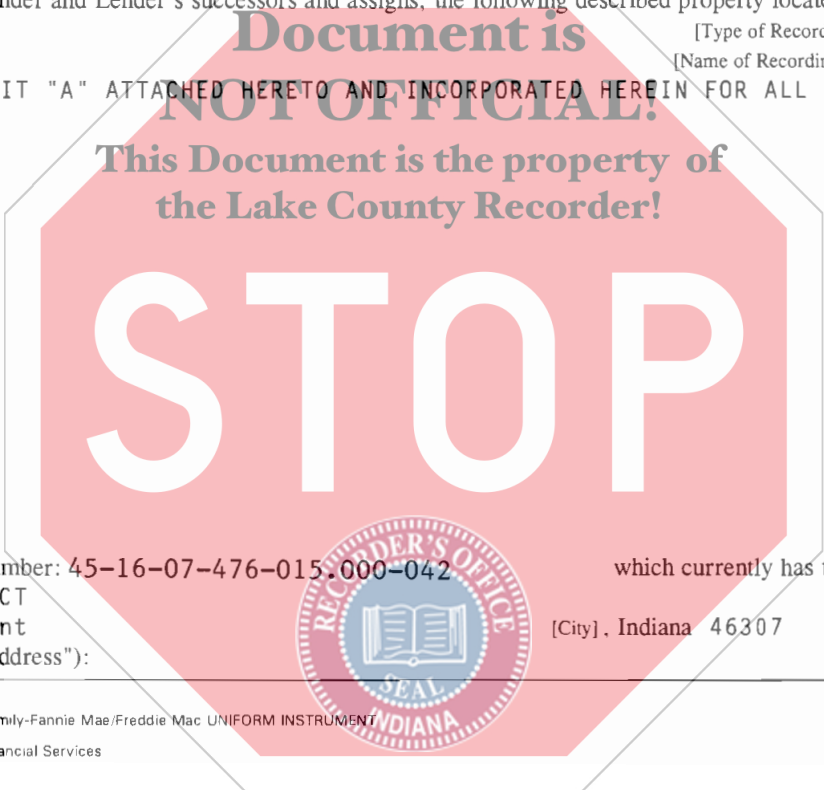 nder and Lender's successors and assigns, the following described property locate
Document is
[Type of Record
[Name of Recordin
NOT OFFICIAL!
IT "A" ATTACHED HERETO AND INCORPORATED HEREIN FOR ALL
This Document is the property of
the Lake County Recorder!
STOP
mber: 45-16-07-476-015.000-042 which currently has t
CT
nt [City], Indiana 46307
ddress"):
RECORDER'S OFFICE
SEAL
INDIANA
mily-Fannie Mae/Freddie Mac UNIFORM INSTRUMENT
ancial Services